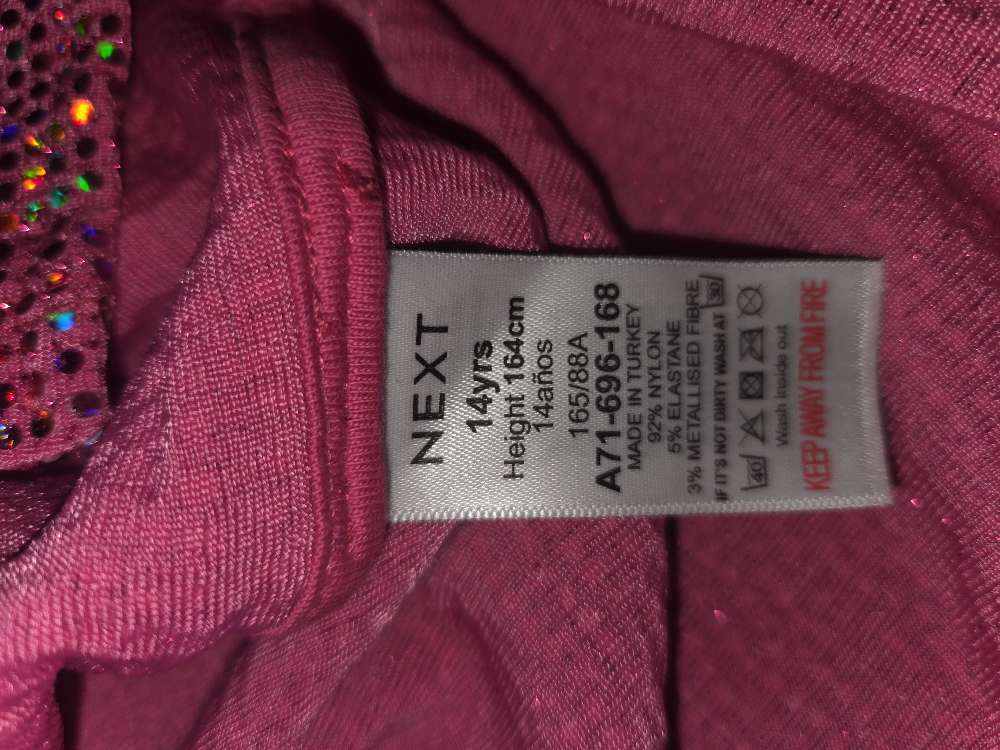 NEXT
14yrs
Height 164cm
14años
165/88A
A71-696-168
MADE IN TURKEY
92% NYLON
5% ELASTANE
3% METALLISED FIBRE
IF IT'S NOT DIRTY WASH AT 30
40
Wash inside out
KEEP AWAY FROM FIRE